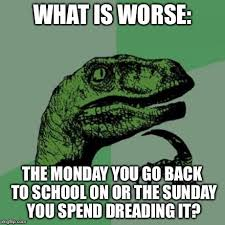 WHAT IS WORSE:
THE MONDAY YOU GO BACK
TO SCHOOL ON OR THE SUNDAY
YOU SPEND DREADING IT?
imgflip.com